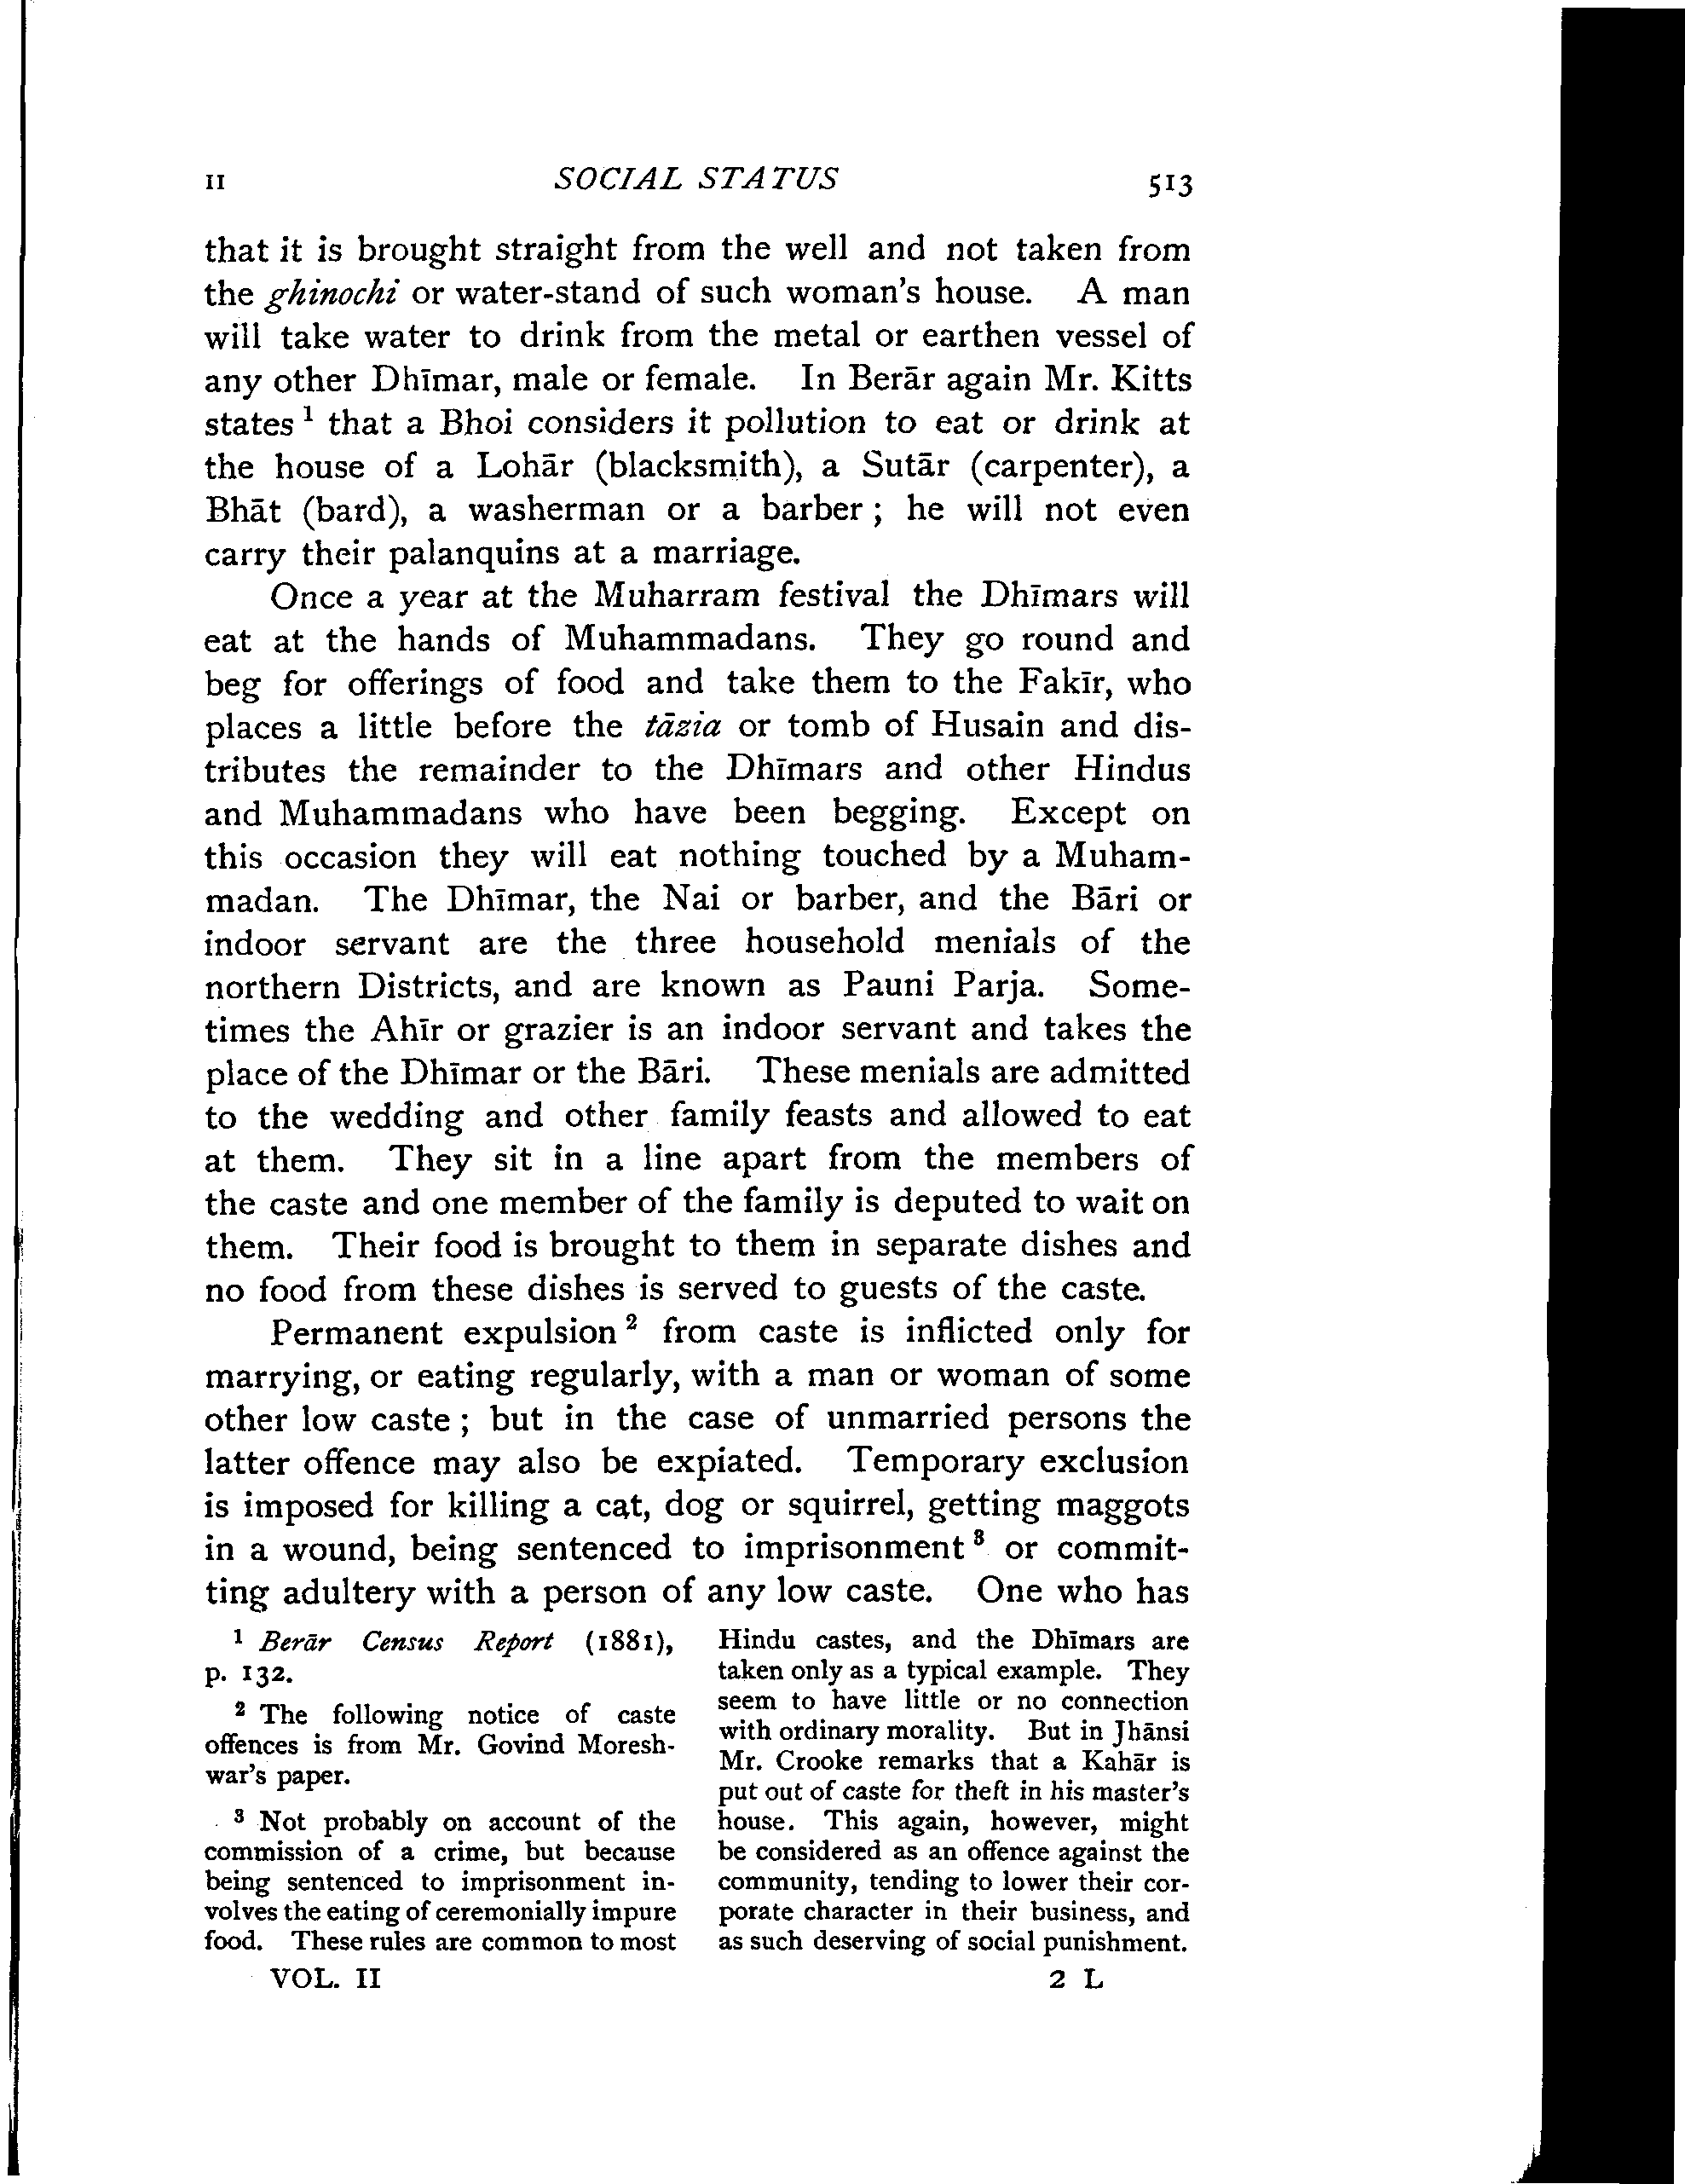 II SOCIAL STATUS 513
that it is brought straight from the well and not taken from
the ghinochi or water-stand of such woman's house. A man
will take water to drink from the metal or earthen vessel of
any other Dhīmar, male or female. In Berār again Mr. Kitts
states 1 that a Bhoi considers it pollution to eat or drink at
the house of a Lohār (blacksmith), a Sutār (carpenter), a
Bhāt (bard), a washerman or a barber ; he will not even
carry their palanquins at a marriage.
Once a year at the Muharram festival the Dhīmars will
eat at the hands of Muhammadans. They go round and
beg for offerings of food and take them to the Fakīr, who
places a little before the tāzia or tomb of Husain and dis-
tributes the remainder to the Dhīmars and other Hindus
and Muhammadans who have been begging. Except on
this occasion they will eat nothing touched by a Muham-
madan. The Dhīmar, the Nai or barber, and the Bāri or
indoor servant are the three household menials of the
northern Districts, and are known as Pauni Parja. Some-
times the Ahīr or grazier is an indoor servant and takes the
place of the Dhīmar or the Bāri. These menials are admitted
to the wedding and other family feasts and allowed to eat
at them. They sit in a line apart from the members of
the caste and one member of the family is deputed to wait on
them. Their food is brought to them in separate dishes and
no food from these dishes is served to guests of the caste.
Permanent expulsion 2 from caste is inflicted only for
marrying, or eating regularly, with a man or woman of some
other low caste ; but in the case of unmarried persons the
latter offence may also be expiated. Temporary exclusion
is imposed for killing a cat, dog or squirrel, getting maggots
in a wound, being sentenced to imprisonment 3 or commit-
ting adultery with a person of any low caste. One who has
1 Berār Census Report (1881),
p. 132.
2 The following notice of caste
offences is from Mr. Govind Moresh-
war's paper.
3 Not probably on account of the
commission of a crime, but because
being sentenced to imprisonment in-
volves the eating of ceremonially impure
food. These rules are common to most
Hindu castes, and the Dhīmars are
taken only as a typical example. They
seem to have little or no connection
with ordinary morality. But in Jhānsi
Mr. Crooke remarks that a Kahār is
put out of caste for theft in his master's
house. This again, however, might
be considered as an offence against the
community, tending to lower their cor-
porate character in their business, and
as such deserving of social punishment.
VOL. II 2 L